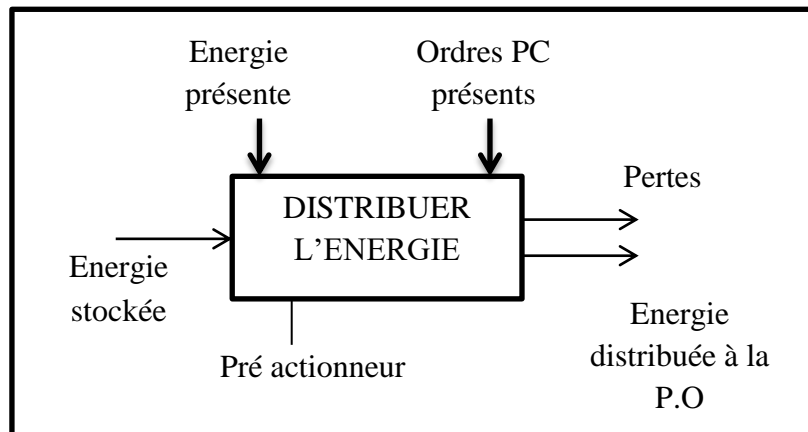 Energie
présente
Ordres PC
présents
DISTRIBUER
L’ENERGIE
Pertes
Energie
stockée
Pré actionneur
Energie
distribuée à la
P.O